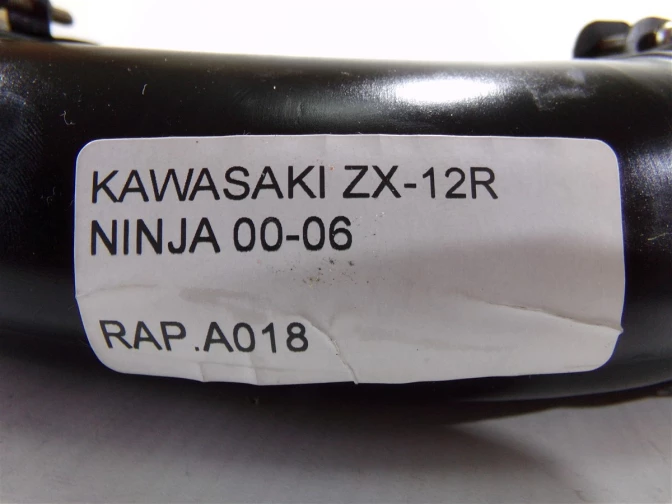 KAWASAKI ZX-12R
NINJA 00-06
RAP.A018